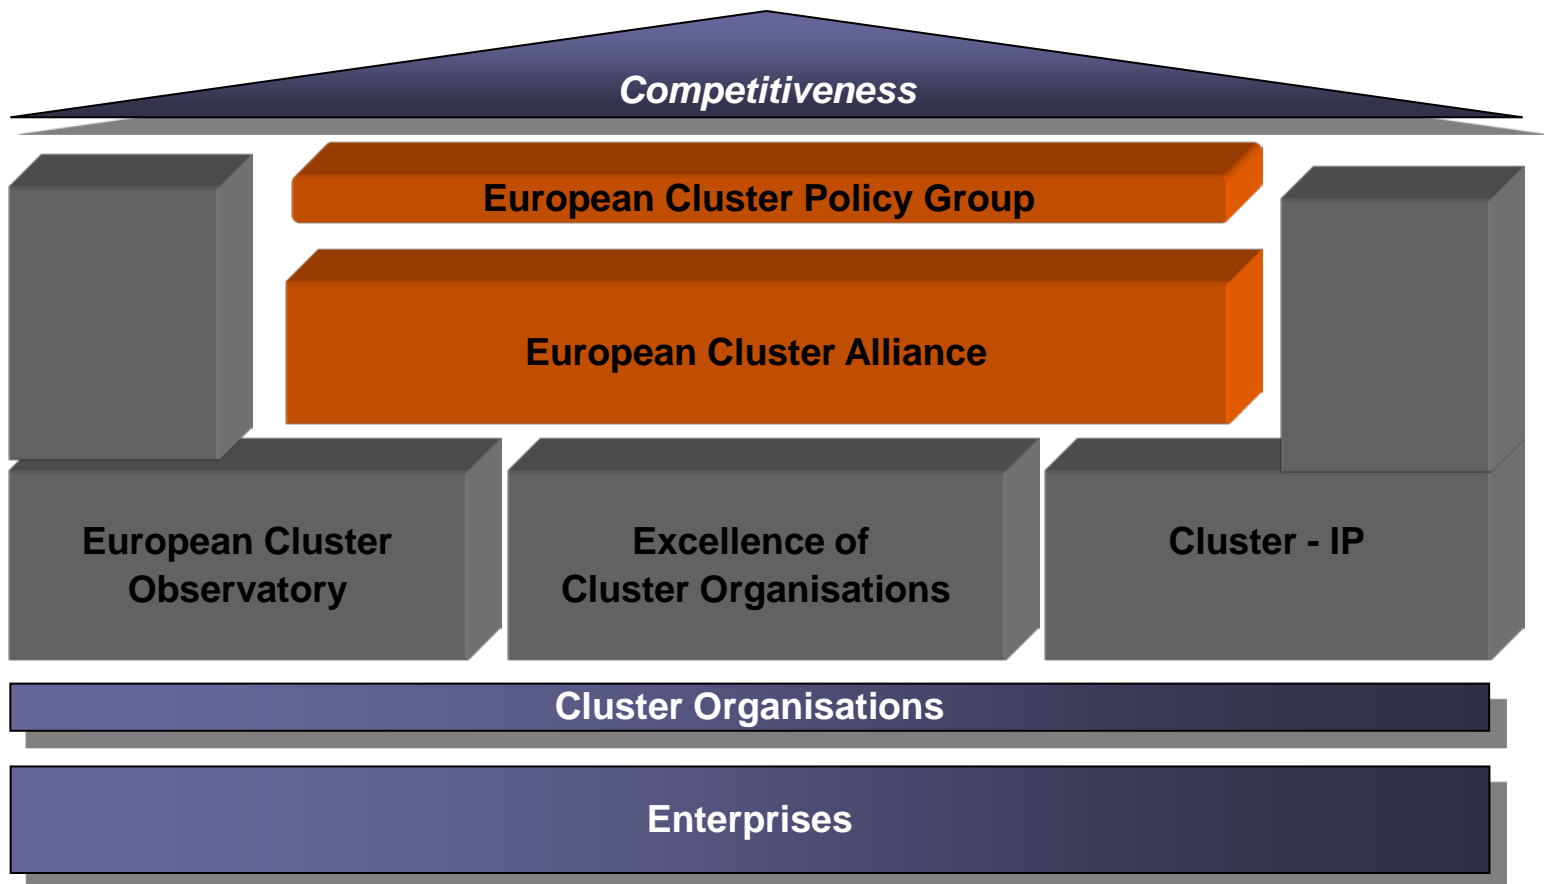 Competitiveness
European Cluster Policy Group
European Cluster Alliance
European Cluster
Observatory
Excellence of
Cluster Organisations
Cluster - IP
Cluster Organisations
Enterprises